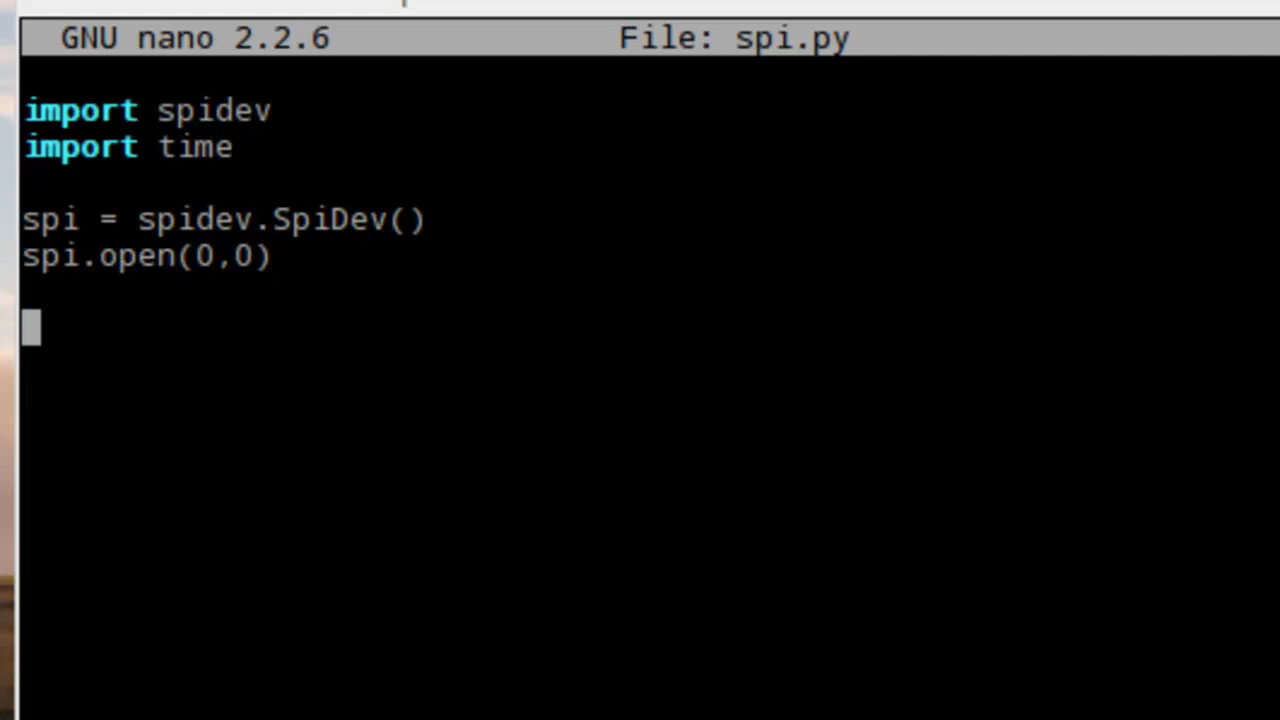 GNU nano 2.2.6 File: spi.py
import spidev
import time
spi = spidev.SpiDev()
spi.open(0,0)